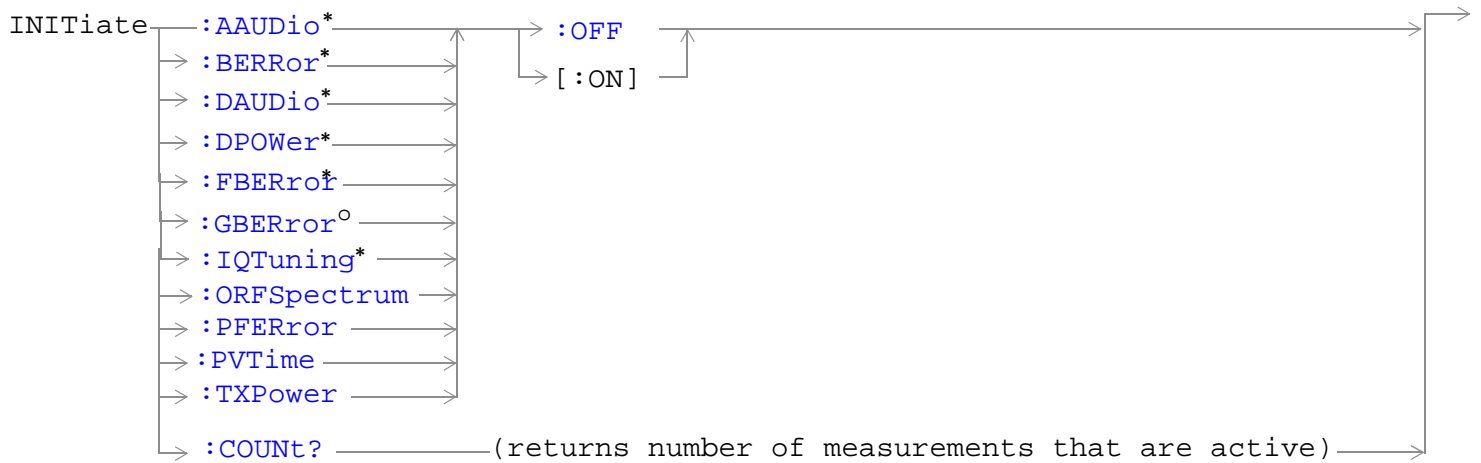 INITiate :AAUDio* :OFF
:BERRor*
[:ON]
:DAUDio*
:DPOWer*
:FBERror*
:GBERror°
:IQTuning*
:ORFSpectrum
:PFERror
:PVTime
:TXPower
:COUNt? (returns number of measurements that are active)